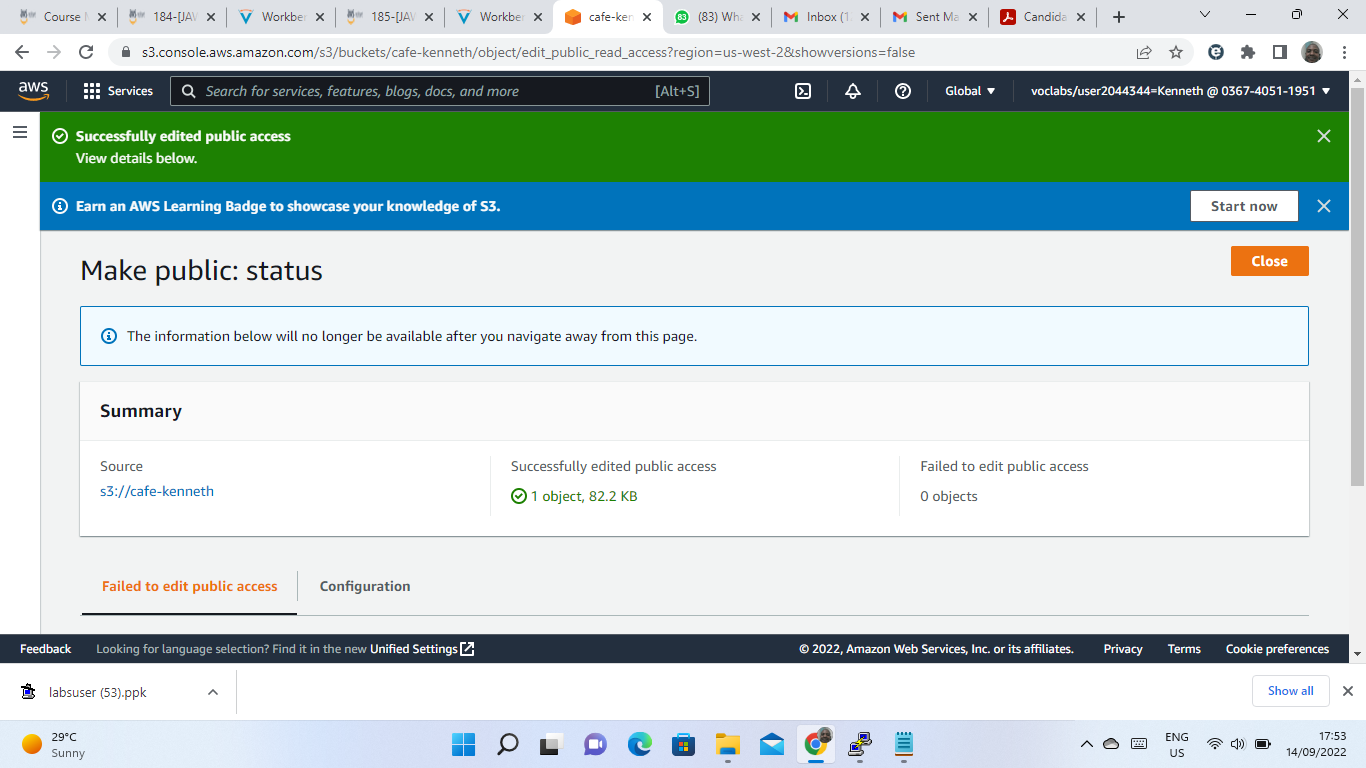 Course M
184-[JAW
Workben
185-[JAW
Workben
cafe-kenn
(83) Wha
Inbox (1
Sent Ma
Candida
s3.console.aws.amazon.com/s3/buckets/cafe-kenneth/object/edit_public_read_access?region=us-west-2&showversions=false
aws
Services
Search for services, features, blogs, docs, and more
[Alt+S]
Global
voclabs/user2044344=Kenneth @ 0367-4051-1951
Successfully edited public access
View details below.
Earn an AWS Learning Badge to showcase your knowledge of S3.
Start now
Make public: status
Close
The information below will no longer be available after you navigate away from this page.
Summary
Source
s3://cafe-kenneth
Successfully edited public access
1 object, 82.2 KB
Failed to edit public access
0 objects
Failed to edit public access
Configuration
Feedback
Looking for language selection? Find it in the new Unified Settings
© 2022, Amazon Web Services, Inc. or its affiliates.
Privacy
Terms
Cookie preferences
labsuser (53).ppk
Show all
29°C
Sunny
ENG
US
17:53
14/09/2022